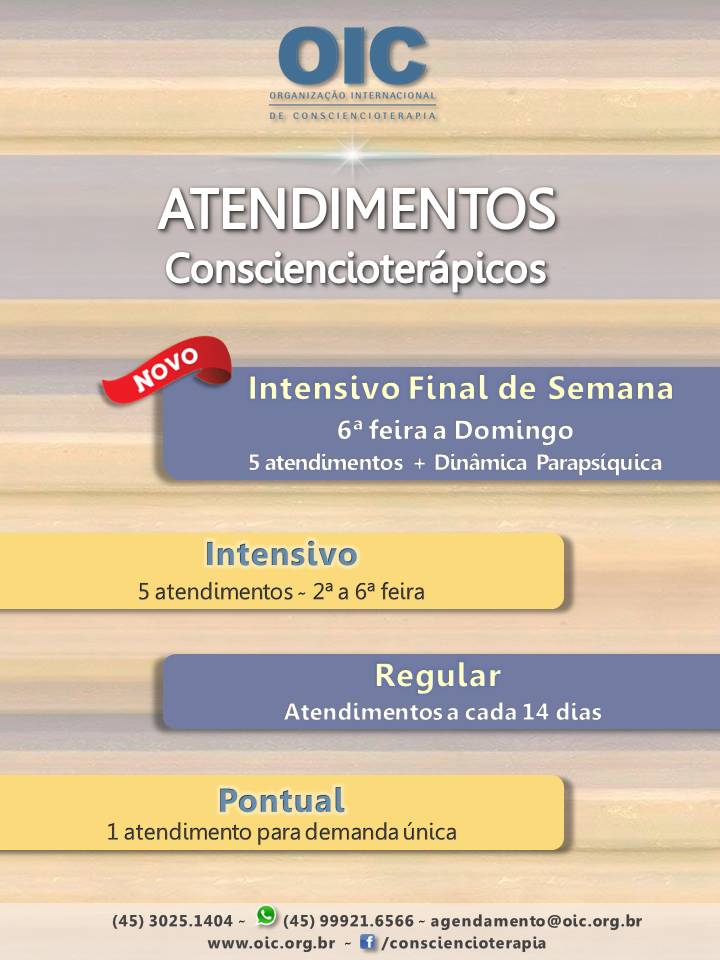 OIC
ORGANIZAÇÃO INTERNACIONAL
DE CONSCIENCIOTERAPIA
ATENDIMENTOS
Consciencioterápicos
NOVO
Intensivo Final de Semana
6ª feira a Domingo
5 atendimentos + Dinâmica Parapsíquica
Intensivo
5 atendimentos ~ 2ª a 6ª feira
Regular
Atendimentos a cada 14 dias
Pontual
1 atendimento para demanda única
(45) 3025.1404 ~ (45) 99921.6566 ~ agendamento@oic.org.br
www.oic.org.br ~ f /consciencioterapia